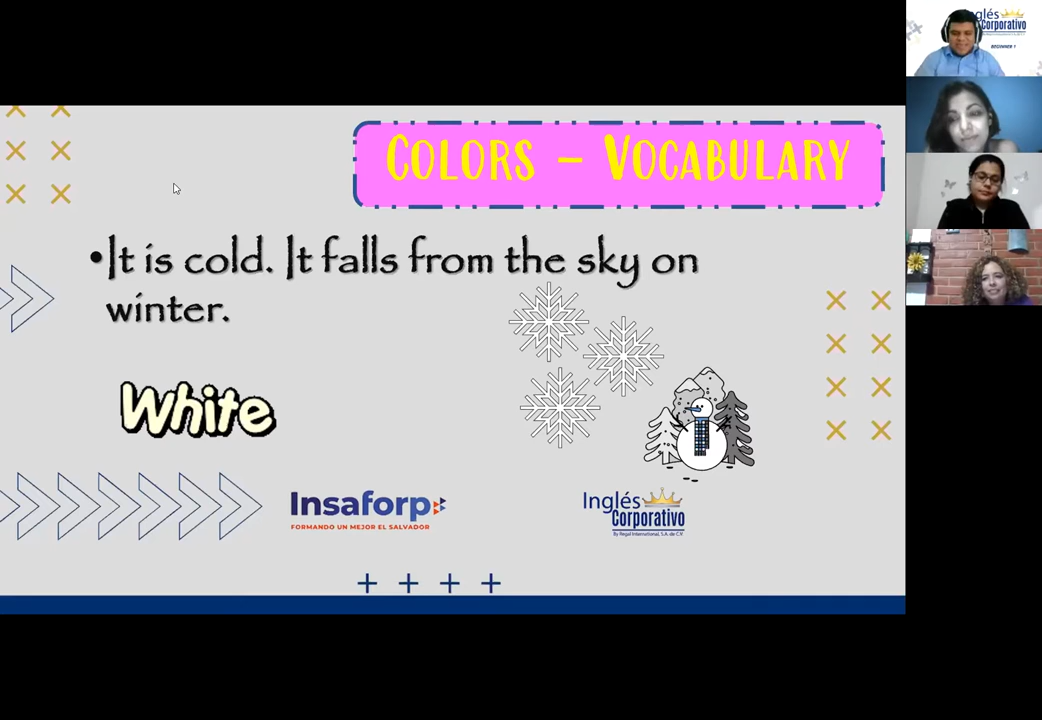 Colors – Vocabulary
•It is cold. It falls from the sky on
winter.
White
Insaforp
FORMANDO UN MEJOR EL SALVADOR
Inglés
Corporativo
By Regal International, S.A. de C.V
Inglés
Corporativo
BEGINNER 1